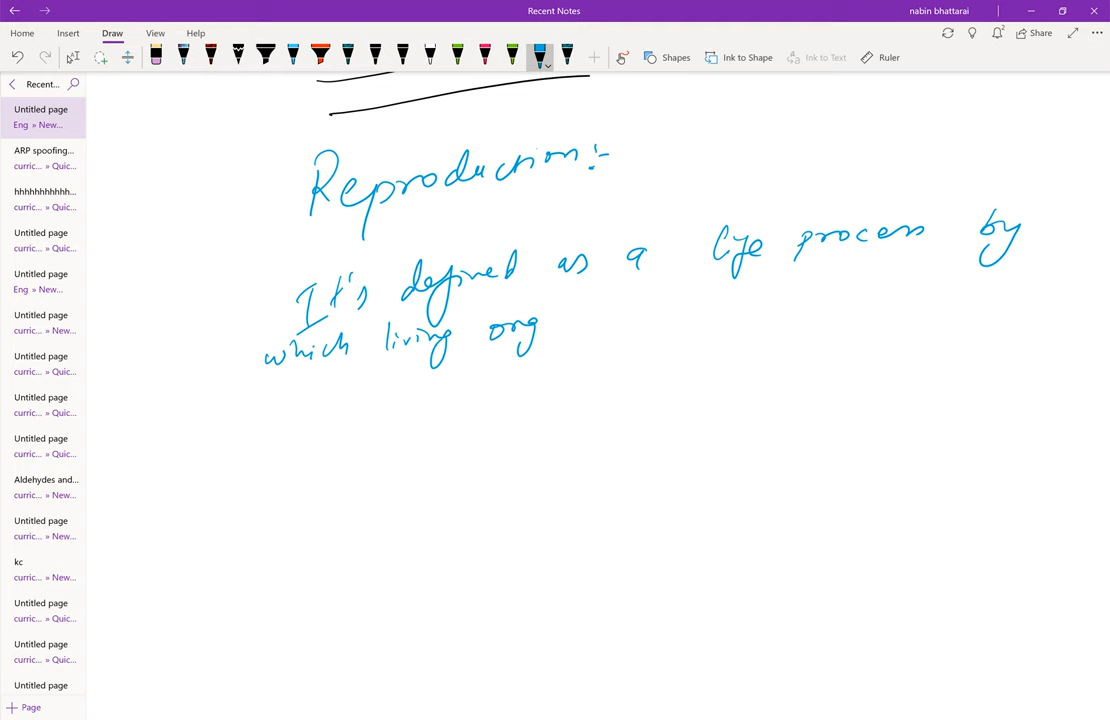 Recent Notes
nabin bhattarai
Home Insert Draw View Help
Share
Shapes Ink to Shape Ink to Text Ruler
Recent...
Untitled page
Eng » New...
ARP spoofing...
curric... » Quic...
hhhhhhhhhhh...
curric... » Quic...
Untitled page
curric... » Quic...
Untitled page
Eng » New...
Untitled page
curric... » New...
Untitled page
curric... » Quic...
Untitled page
curric... » Quic...
Untitled page
curric... » Quic...
Aldehydes and...
curric... » New...
Untitled page
curric... » New...
kc
curric... » New...
Untitled page
curric... » Quic...
Untitled page
curric... » Quic...
Untitled page
Page
Reproduction:-
It's defined as a life process by
which living org